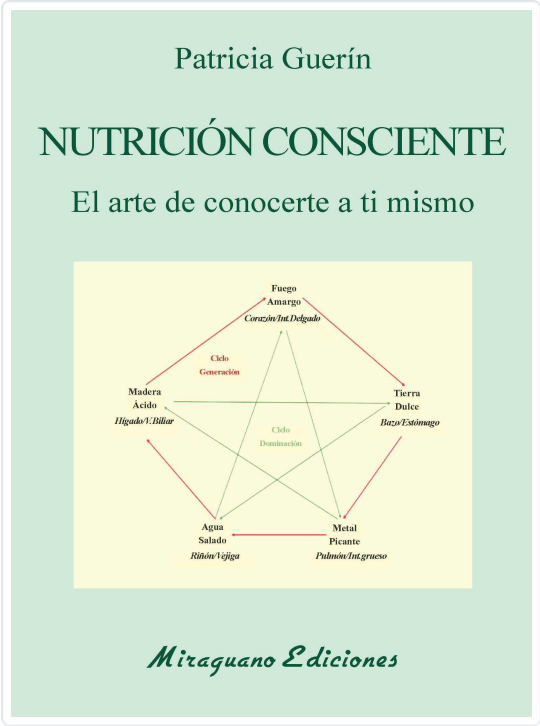 Patricia Guerín
NUTRICIÓN CONSCIENTE
El arte de conocerte a ti mismo
Fuego
Amargo
Corazón/Int.Delgado
Ciclo
Generación
Madera
Ácido
Hígado/V.Biliar
Tierra
Dulce
Bazo/Estómago
Ciclo
Dominación
Agua
Salado
Riñón/Vejiga
Metal
Picante
Pulmón/Int.grueso
Miraguano Ediciones